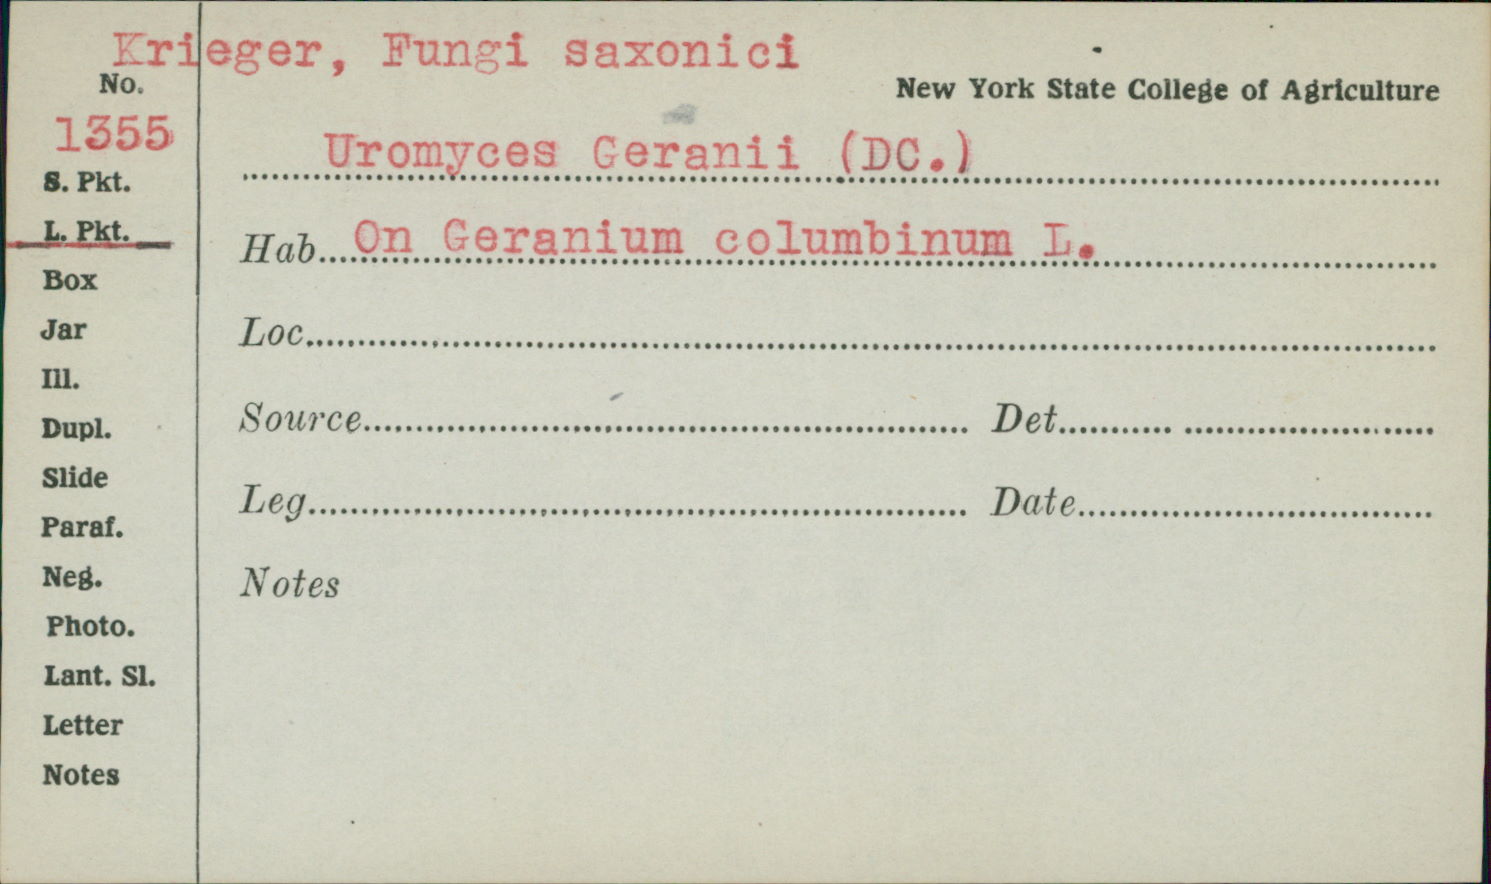 Krieger, Fungi saxonici
No.
New York State College of Agriculture
1355
Uromyces Geranii (DC.)
S. Pkt.
L. Pkt.
Hab. On Geranium columbinum L.
Box
Jar
Loc.
Ill.
Dupl.
Source Det.
Slide
Leg. Date
Paraf.
Neg.
Notes
Photo.
Lant. Sl.
Letter
Notes